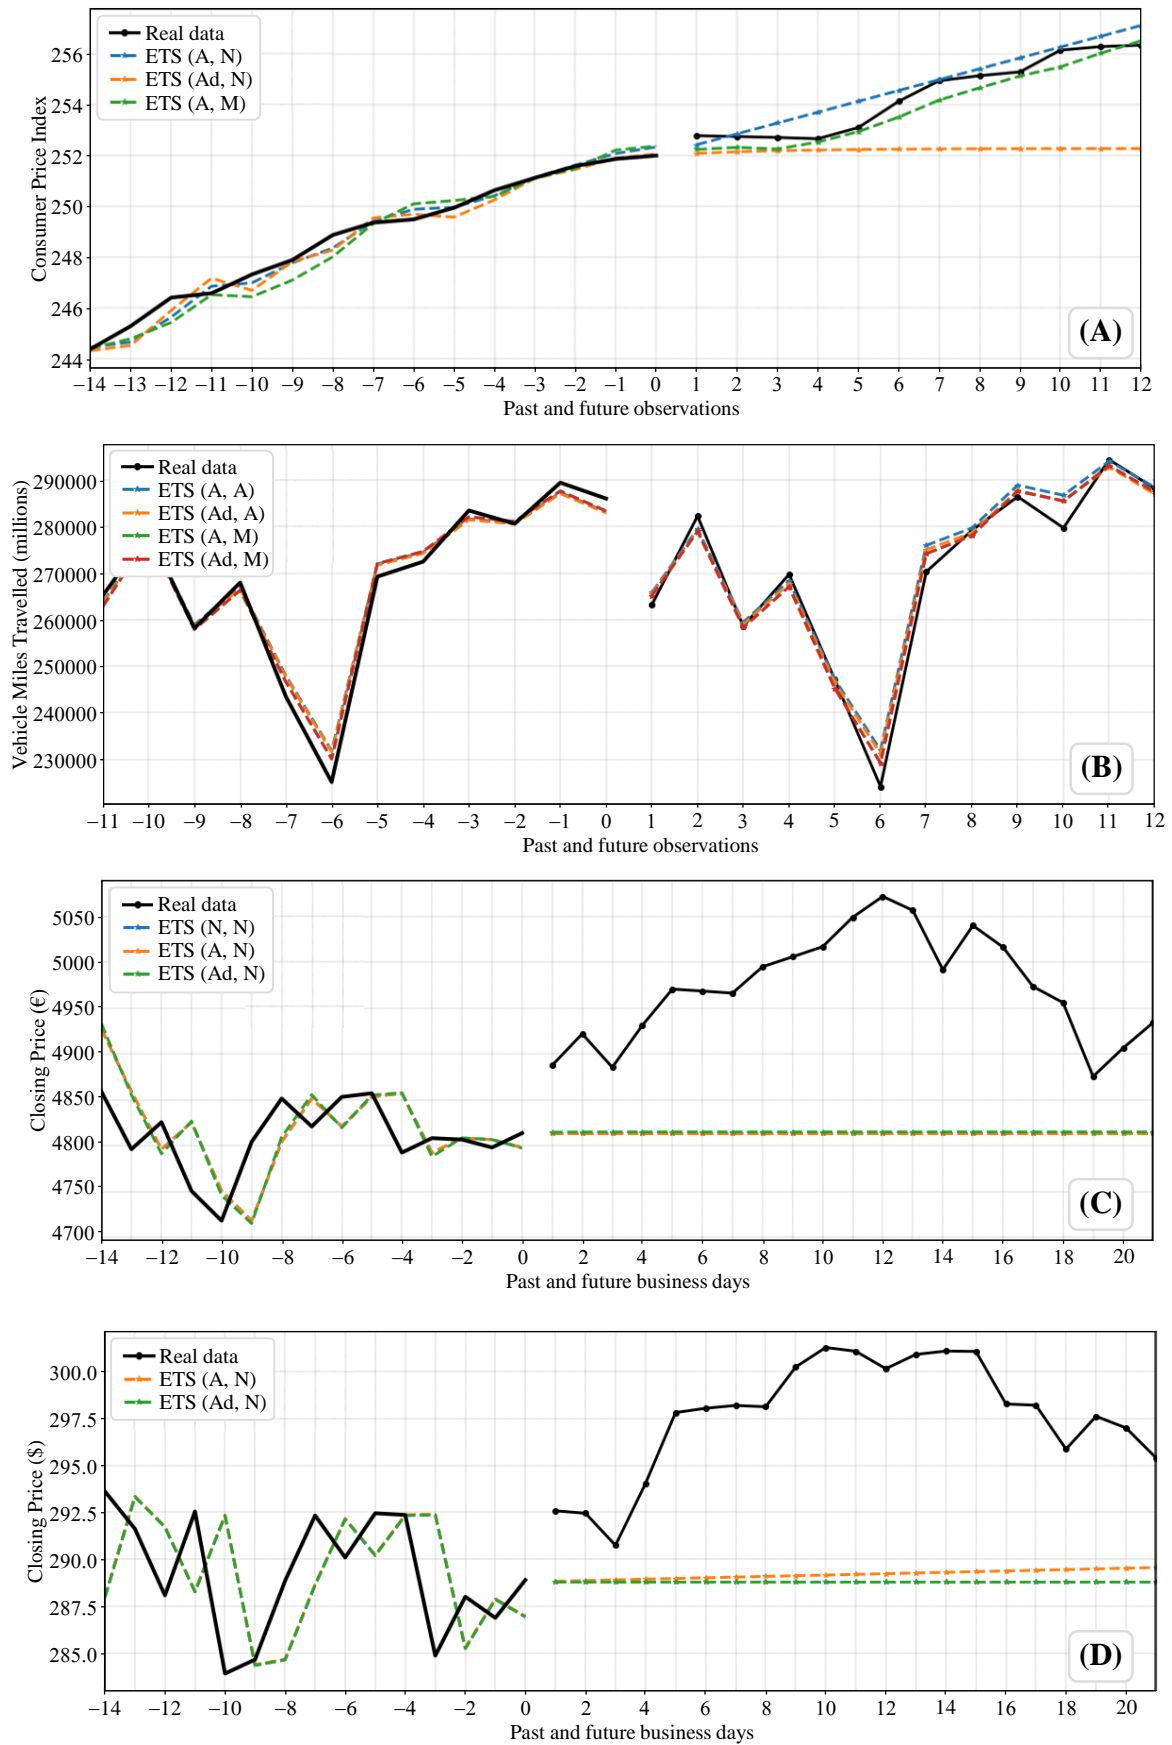 Consumer Price Index
256
254
252
250
248
246
244
Real data
ETS (A, N)
ETS (Ad, N)
ETS (A, M)
(A)
−14 −13 −12 −11 −10 −9 −8 −7 −6 −5 −4 −3 −2 −1 0 1 2 3 4 5 6 7 8 9 10 11 12
Past and future observations
Vehicle Miles Travelled (millions)
290000
280000
270000
260000
250000
240000
230000
Real data
ETS (A, A)
ETS (Ad, A)
ETS (A, M)
ETS (Ad, M)
(B)
−11 −10 −9 −8 −7 −6 −5 −4 −3 −2 −1 0 1 2 3 4 5 6 7 8 9 10 11 12
Past and future observations
Closing Price (€)
5050
5000
4950
4900
4850
4800
4750
4700
Real data
ETS (N, N)
ETS (A, N)
ETS (Ad, N)
(C)
−14 −12 −10 −8 −6 −4 −2 0 2 4 6 8 10 12 14 16 18 20
Past and future business days
Closing Price ($)
300.0
297.5
295.0
292.5
290.0
287.5
285.0
Real data
ETS (A, N)
ETS (Ad, N)
(D)
−14 −12 −10 −8 −6 −4 −2 0 2 4 6 8 10 12 14 16 18 20
Past and future business days